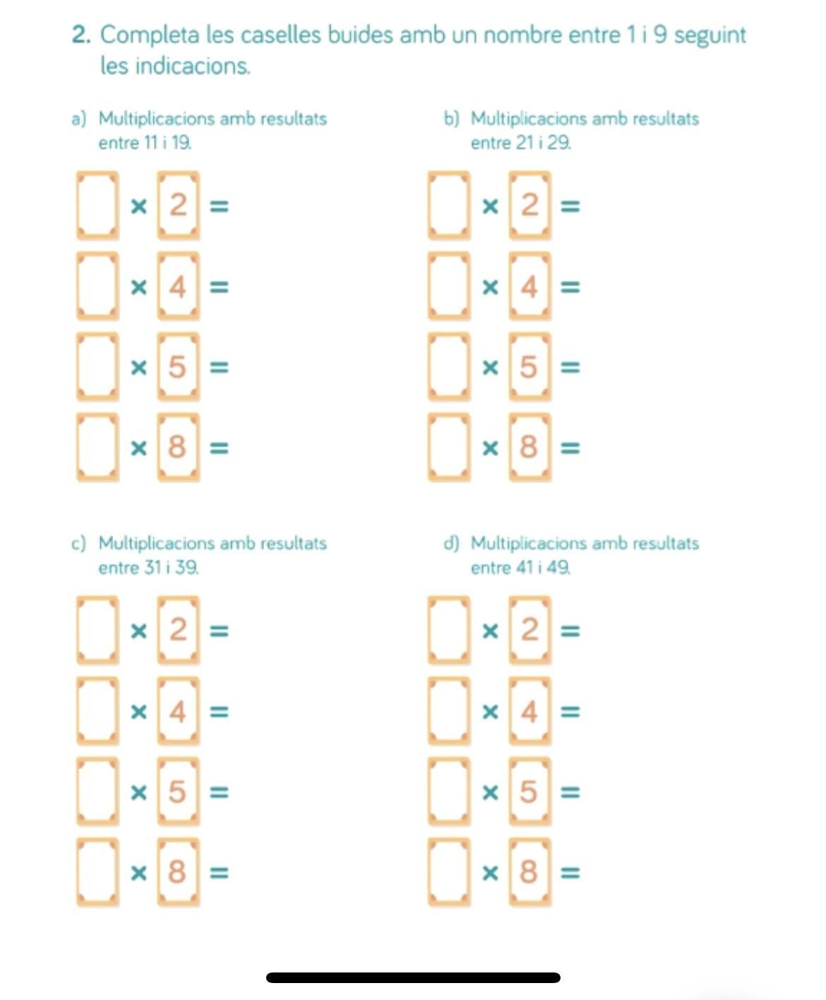 2. Completa les caselles buides amb un nombre entre 1 i 9 seguint
les indicacions.
a) Multiplicacions amb resultats
entre 11 i 19.
× 2 =
× 4 =
× 5 =
× 8 =
b) Multiplicacions amb resultats
entre 21 i 29.
× 2 =
× 4 =
× 5 =
× 8 =
c) Multiplicacions amb resultats
entre 31 i 39.
× 2 =
× 4 =
× 5 =
× 8 =
d) Multiplicacions amb resultats
entre 41 i 49.
× 2 =
× 4 =
× 5 =
× 8 =